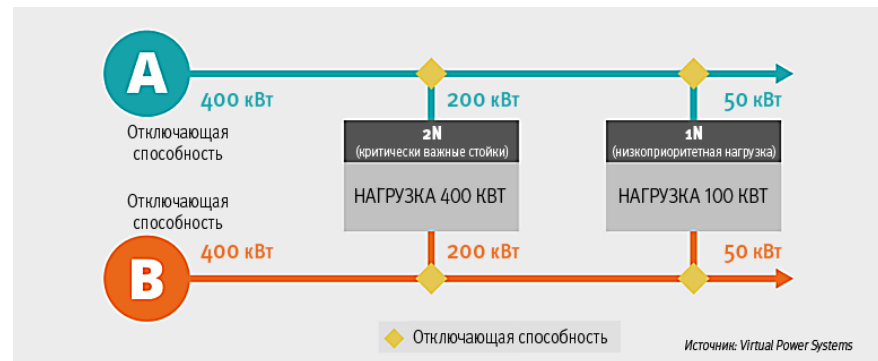 A
400 кВт
200 кВт
50 кВт
Отключающая
способность
2N
(критически важные стойки)
НАГРУЗКА 400 КВТ
1N
(низкоприоритетная нагрузка)
НАГРУЗКА 100 КВТ
Отключающая
способность
B
400 кВт
200 кВт
50 кВт
Отключающая способность
Источник: Virtual Power Systems